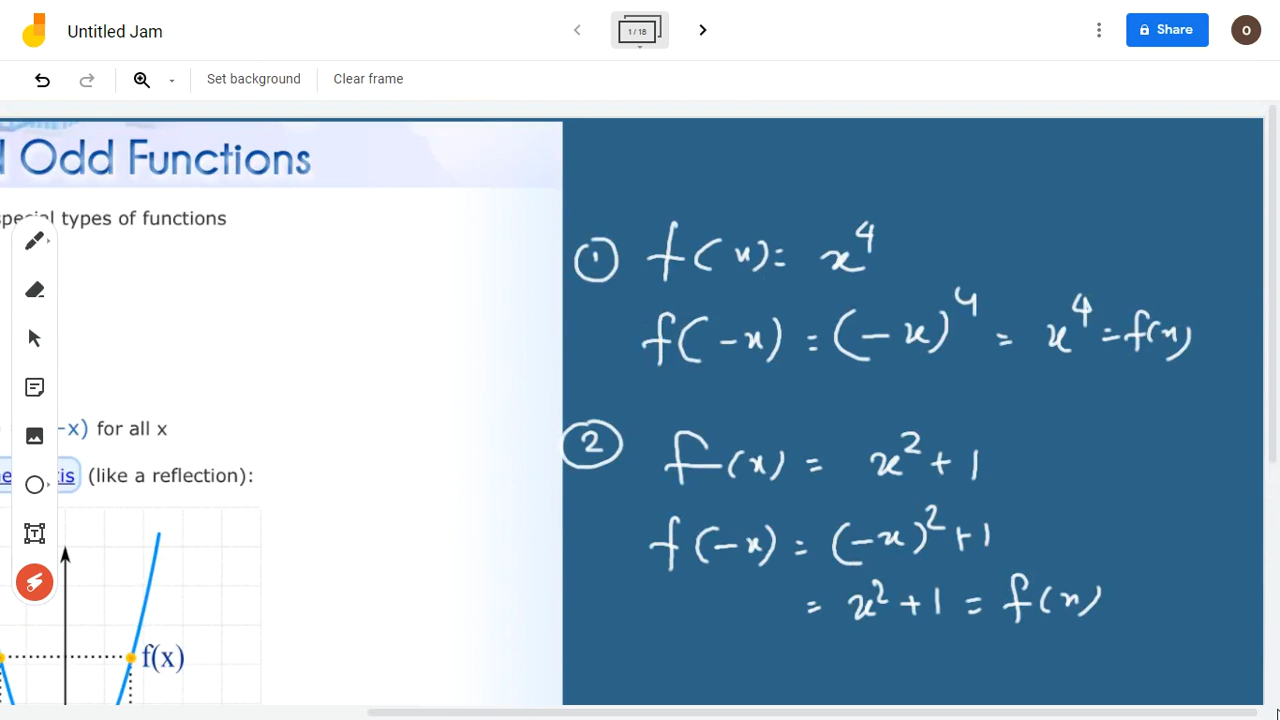 Untitled Jam
1 / 18
Share
O
Set background
Clear frame
Odd Functions
special types of functions
-x) for all x
is (like a reflection):
f(x)
① f(x) = x⁴
f(-x) = (-x)⁴ = x⁴ = f(x)
② f(x) = x² + 1
f(-x) = (-x)² + 1
= x² + 1 = f(x)